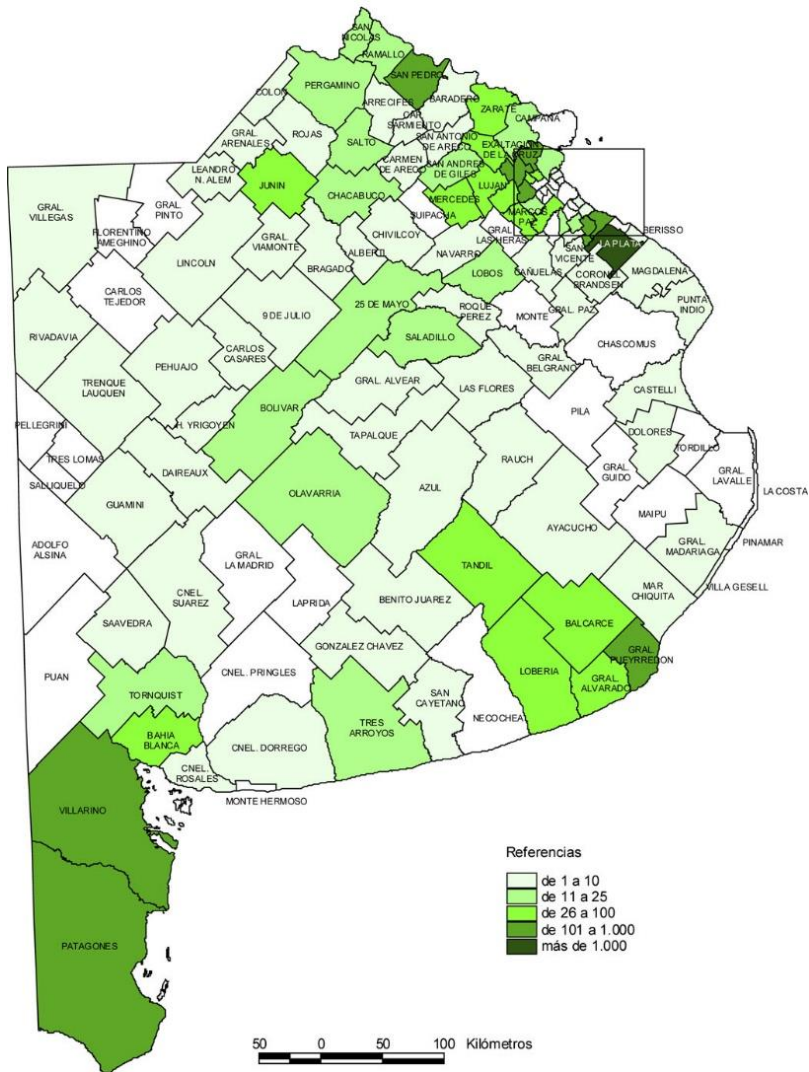 SAN
NICOLAS
RAMALLO
SAN PEDRO
COLON
PERGAMINO
ARRECIFES
BARADERO
ZARATE
CAMPANA
CAP.
SARMIENTO
GRAL.
ARENALES
ROJAS
SALTO
SAN ANTONIO
DE ARECO
EXALTACION
DE LA CRUZ
LEANDRO
N. ALEM
JUNIN
CARMEN
DE ARECO
SAN ANDRES
DE GILES
LUJAN
GRAL.
VILLEGAS
GRAL.
PINTO
CHACABUCO
MERCEDES
SUIPACHA
MARCOS
PAZ
FLORENTINO
AMEGHINO
GRAL.
VIAMONTE
CHIVILCOY
ALBERTI
GRAL.
LAS HERAS
BERISSO
LA PLATA
LINCOLN
BRAGADO
NAVARRO
SAN
VICENTE
CARLOS
TEJEDOR
LOBOS
CAÑUELAS
CORONEL
BRANDSEN
MAGDALENA
25 DE MAYO
ROQUE
PEREZ
MONTE
GRAL. PAZ
PUNTA
INDIO
9 DE JULIO
RIVADAVIA
SALADILLO
CHASCOMUS
CARLOS
CASARES
PEHUAJO
GRAL.
BELGRANO
TRENQUE
LAUQUEN
GRAL. ALVEAR
LAS FLORES
CASTELLI
H. YRIGOYEN
BOLIVAR
PILA
PELLEGRINI
TAPALQUE
DOLORES
TORDILLO
TRES LOMAS
DAIREAUX
RAUCH
GRAL.
GUIDO
GRAL.
LAVALLE
SALLIQUELO
GUAMINI
OLAVARRIA
AZUL
LA COSTA
MAIPU
ADOLFO
ALSINA
AYACUCHO
GRAL.
MADARIAGA
PINAMAR
GRAL.
LA MADRID
TANDIL
VILLA GESELL
CNEL.
SUAREZ
LAPRIDA
BENITO JUAREZ
MAR
CHIQUITA
SAAVEDRA
BALCARCE
GONZALEZ CHAVEZ
GRAL.
PUEYRREDON
PUAN
CNEL. PRINGLES
LOBERIA
GRAL.
ALVARADO
TORNQUIST
SAN
CAYETANO
NECOCHEA
TRES
ARROYOS
BAHIA
BLANCA
CNEL. DORREGO
CNEL.
ROSALES
MONTE HERMOSO
VILLARINO
PATAGONES
Referencias
de 1 a 10
de 11 a 25
de 26 a 100
de 101 a 1.000
más de 1.000
50 0 50 100 Kilómetros